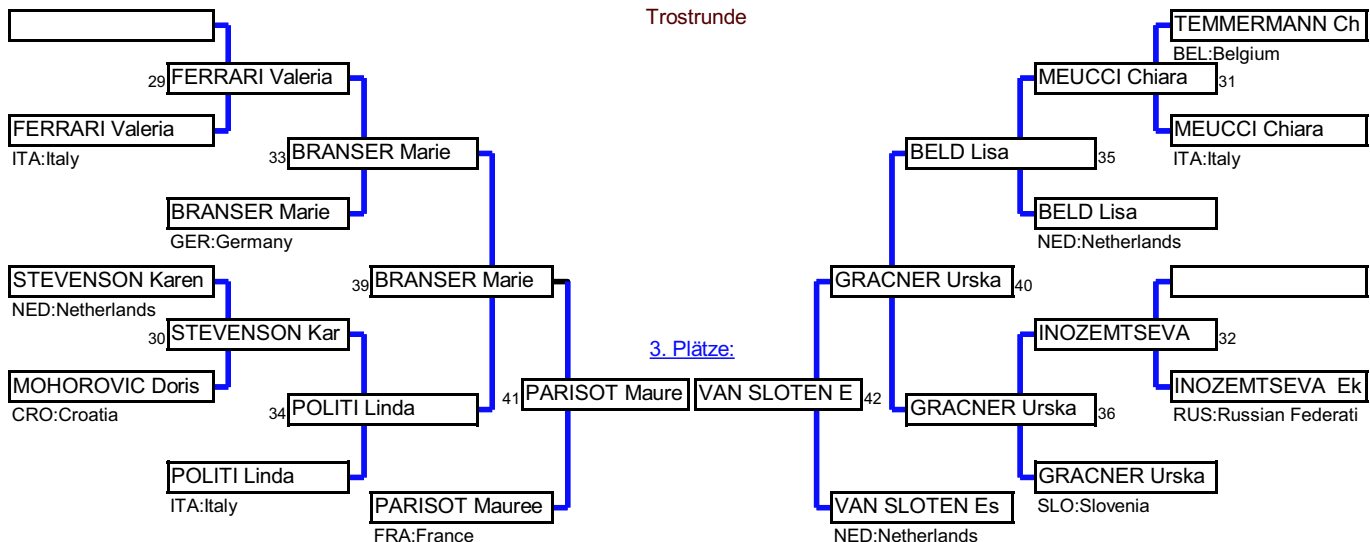 Trostrunde
TEMMERMANN Ch
BEL:Belgium
29 FERRARI Valeria
MEUCCI Chiara 31
FERRARI Valeria
ITA:Italy
MEUCCI Chiara
ITA:Italy
33 BRANSER Marie
BELD Lisa 35
BRANSER Marie
GER:Germany
BELD Lisa
NED:Netherlands
STEVENSON Karen
NED:Netherlands
39 BRANSER Marie
GRACNER Urska 40
30 STEVENSON Kar
INOZEMTSEVA 32
3. Plätze:
MOHOROVIC Doris
CRO:Croatia
41 PARISOT Maure
VAN SLOTEN E 42
INOZEMTSEVA Ek
RUS:Russian Federati
34 POLITI Linda
GRACNER Urska 36
POLITI Linda
ITA:Italy
GRACNER Urska
SLO:Slovenia
PARISOT Mauree
FRA:France
VAN SLOTEN Es
NED:Netherlands